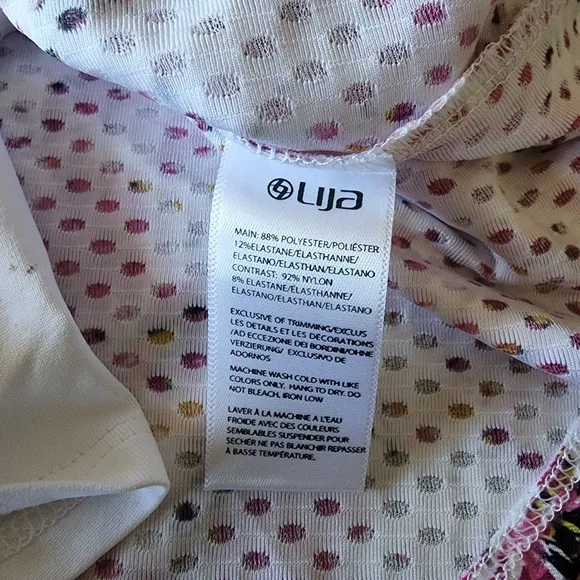 LIJA
MAIN: 88% POLYESTER/POLIÉSTER
12%ELASTANE/ÉLASTHANNE/
ELASTANO/ELASTHAN/ELASTANO
CONTRAST: 92% NYLON
8% ELASTANE/ÉLASTHANNE/
ELASTANO/ELASTHAN/ELASTANO
EXCLUSIVE OF TRIMMING/EXCLUS
LES DETAILS ET LES DÉCORATIONS
/AD ECCEZIONE DEI BORDINI/OHNE
VERZIERUNG/ EXCLUSIVO DE
ADORNOS
MACHINE WASH COLD WITH LIKE
COLORS ONLY, HANG TO DRY. DO
NOT BLEACH. IRON LOW
LAVER À LA MACHINE A L'EAU
FROIDE AVEC DES COULEURS
SEMBLABLES SUSPENDER POUR
SÉCHER NE PAS BLANCHIR REPASSER
À BASSE TEMPÉRATURE.